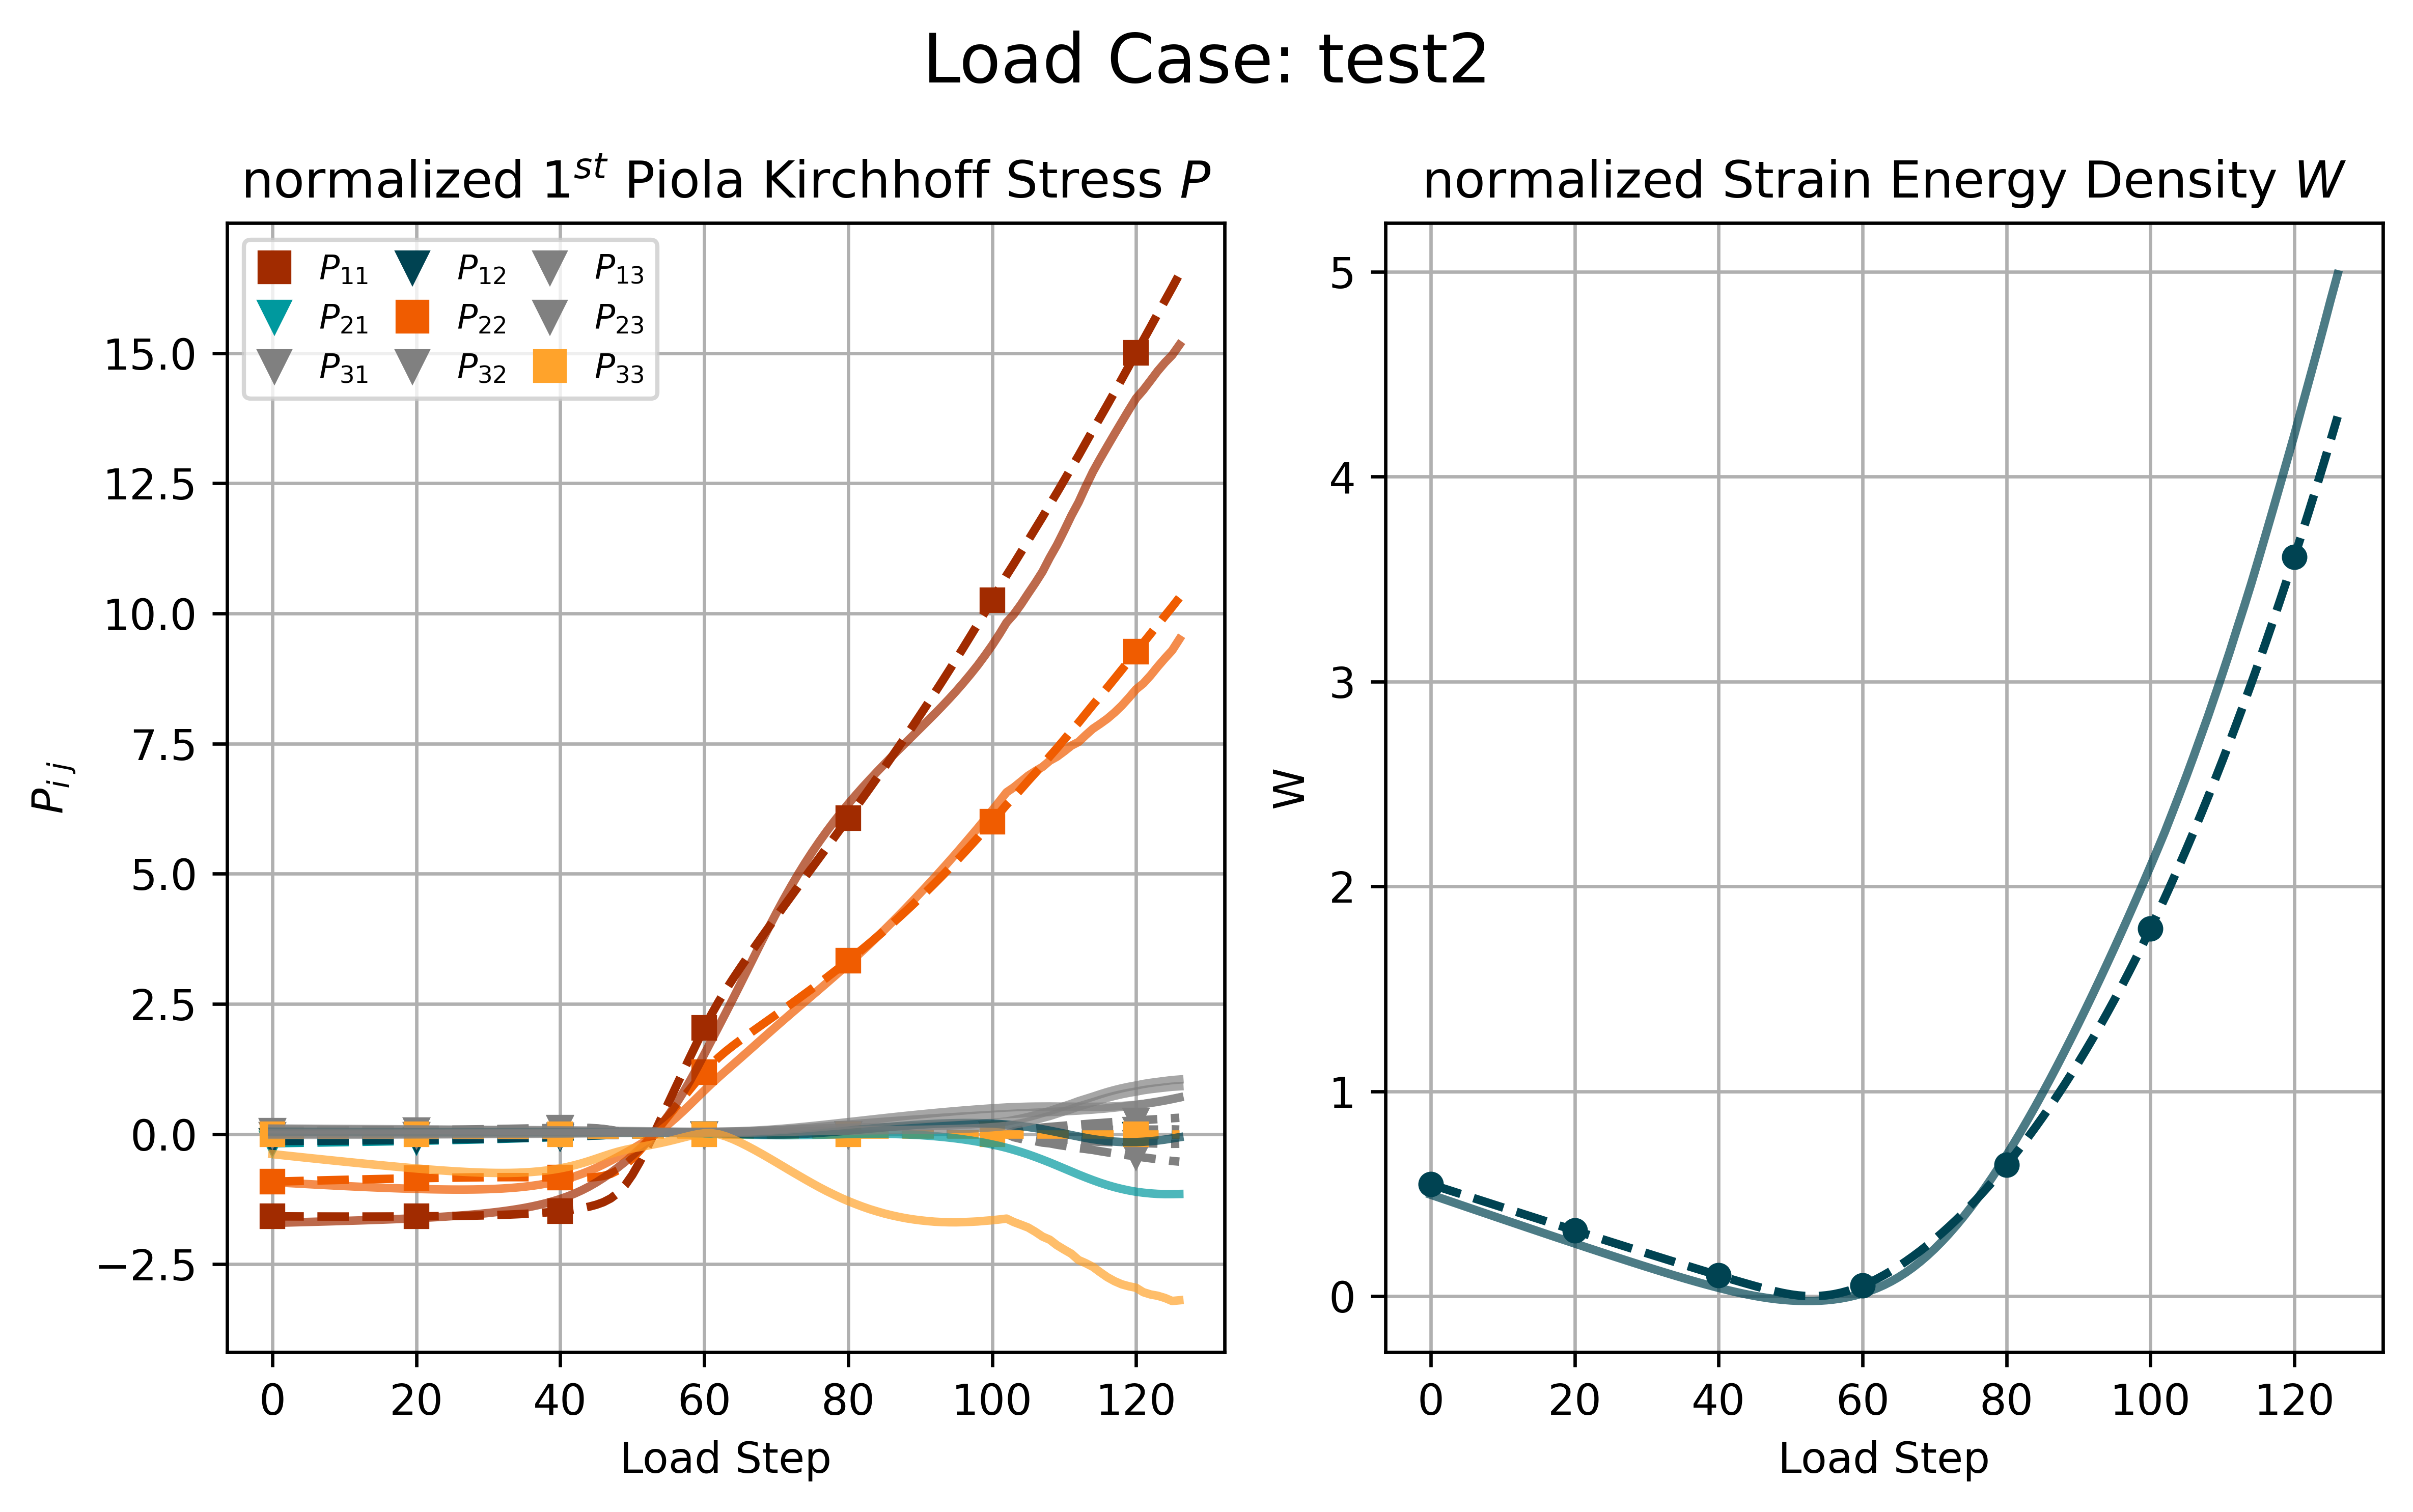 Load Case: test2
normalized 1st Piola Kirchhoff Stress P
P11 P12 P13
P21 P22 P23
P31 P32 P33
15.0
12.5
10.0
7.5
5.0
2.5
0.0
−2.5
Pi j
0 20 40 60 80 100 120
Load Step
normalized Strain Energy Density W
5
4
3
2
1
0
W
0 20 40 60 80 100 120
Load Step